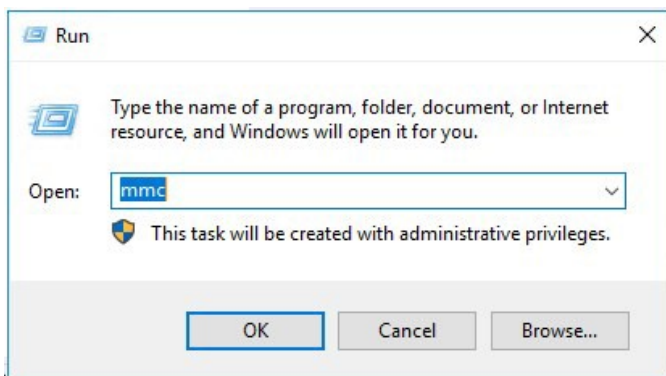 Run
Type the name of a program, folder, document, or Internet
resource, and Windows will open it for you.
Open: mmc
This task will be created with administrative privileges.
OK Cancel Browse...